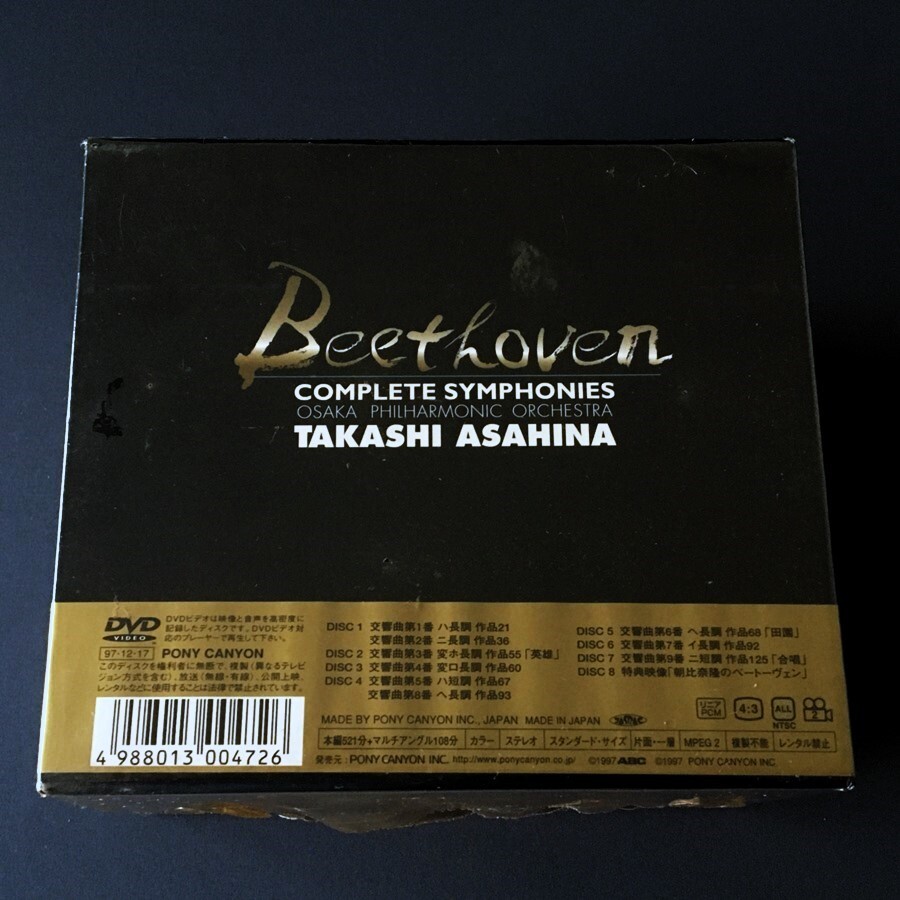 Beethoven
COMPLETE SYMPHONIES
OSAKA PHILHARMONIC ORCHESTRA
TAKASHI ASAHINA
DVD
VIDEO
DVDビデオは映像と音声を高密度に
記録したディスクです。DVDビデオ対
応のプレーヤーで再生して下さい。
97-12-17 PONY CANYON
このディスクを権利者に無断で、複製(異なるテレビ
ジョン方式を含む)、放送(無線・有線)、公開上映、
レンタルなどに使用することは法律で禁止されています。
4 988013 004726
DISC 1 交響曲第1番 ハ長調 作品21
交響曲第2番 ニ長調 作品36
DISC 2 交響曲第3番 変ホ長調 作品55「英雄」
DISC 3 交響曲第4番 変ロ長調 作品60
DISC 4 交響曲第5番 ハ短調 作品67
交響曲第8番 ヘ長調 作品93
DISC 5 交響曲第6番 ヘ長調 作品68「田園」
DISC 6 交響曲第7番 イ長調 作品92
DISC 7 交響曲第9番 ニ短調 作品125「合唱」
DISC 8 特典映像「朝比奈隆のベートーヴェン」
リニア
PCM
4:3
ALL
NTSC
2
MADE BY PONY CANYON INC., JAPAN MADE IN JAPAN
本編521分+マルチアングル108分 カラー ステレオ スタンダード・サイズ 片面・一層 MPEG 2 複製不能 レンタル禁止
発売元:PONY CANYON INC. http://www.ponycanyon.co.jp/ ©1997 ABC ©1997 PONY CANYON INC.